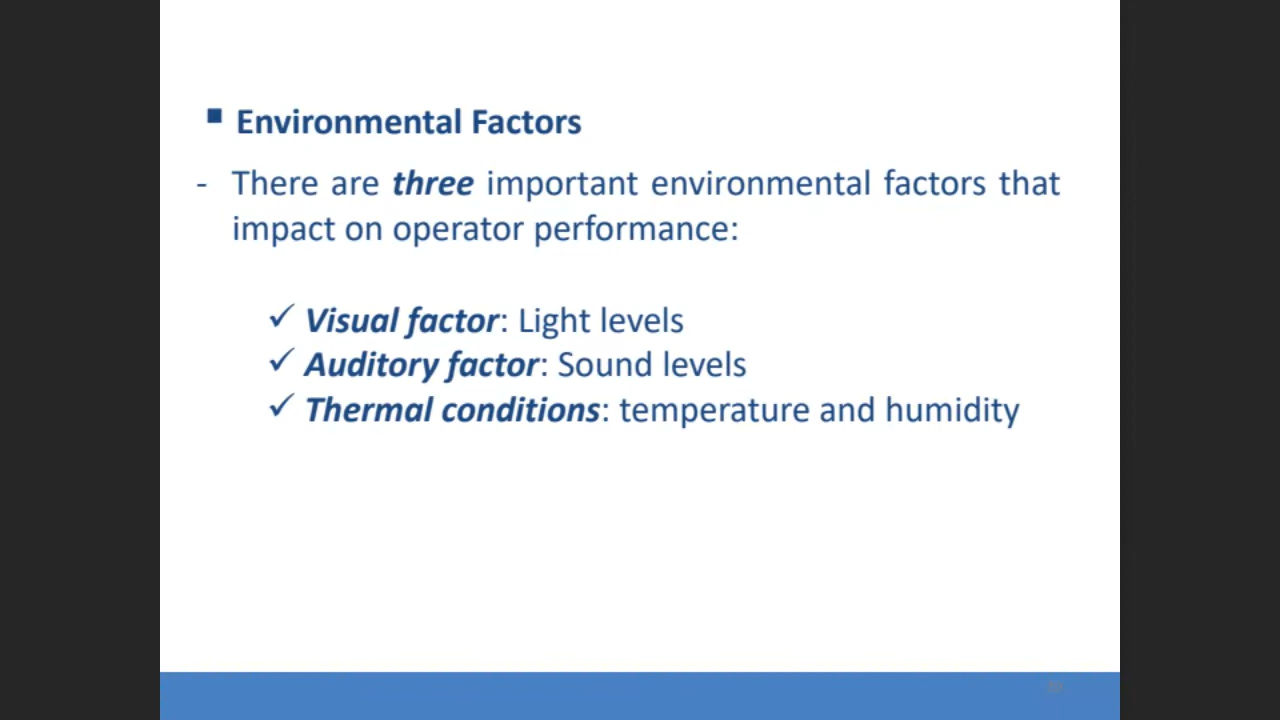 ▪ Environmental Factors
- There are three important environmental factors that
impact on operator performance:
✓ Visual factor: Light levels
✓ Auditory factor: Sound levels
✓ Thermal conditions: temperature and humidity